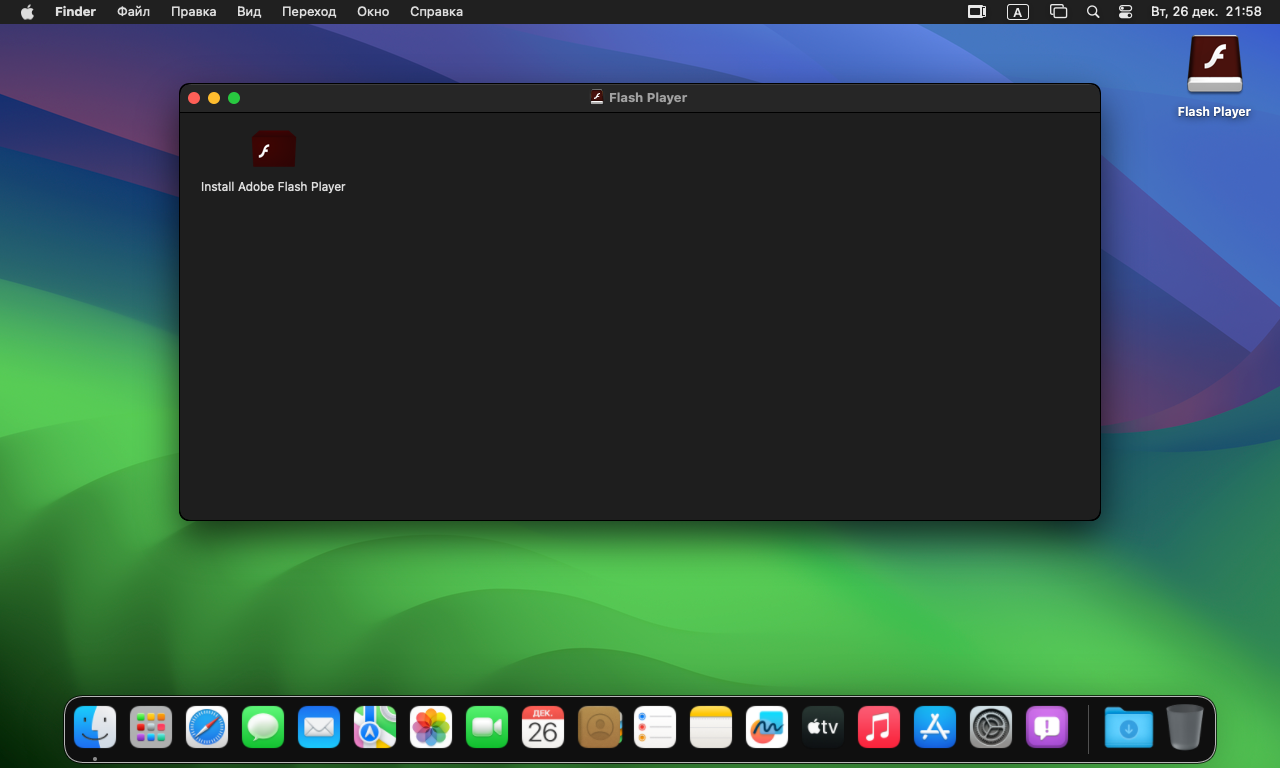 Finder Файл Правка Вид Переход Окно Справка A Вт, 26 дек. 21:58
Flash Player
Flash Player
Install Adobe Flash Player
ДЕК.
26
tv